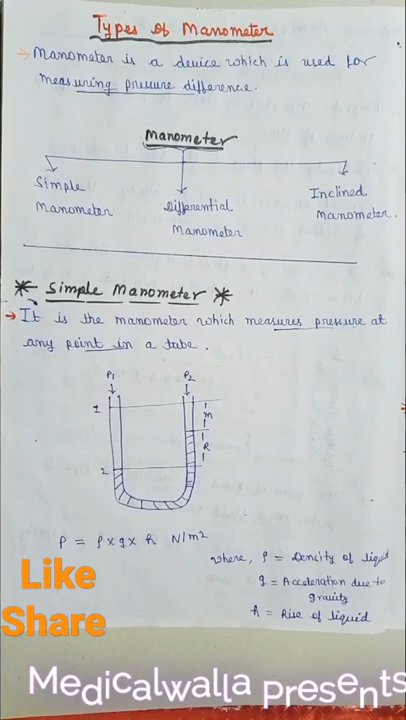 Types of Manometer
→ Manometer is a device which is used for
measuring pressure difference.
Manometer
Simple
Manometer
Differential
Manometer
Inclined
Manometer.
* Simple Manometer *
→ It is the manometer which measures pressure at
any point in a tube.
P1 P2
1
m
R
2
P = ρ x g x h N/m²
where, ρ = Dencity of liquid
g = Acceleration due to
gravity
h = Rise of liquid
Like
Share
Medicalwalla presents